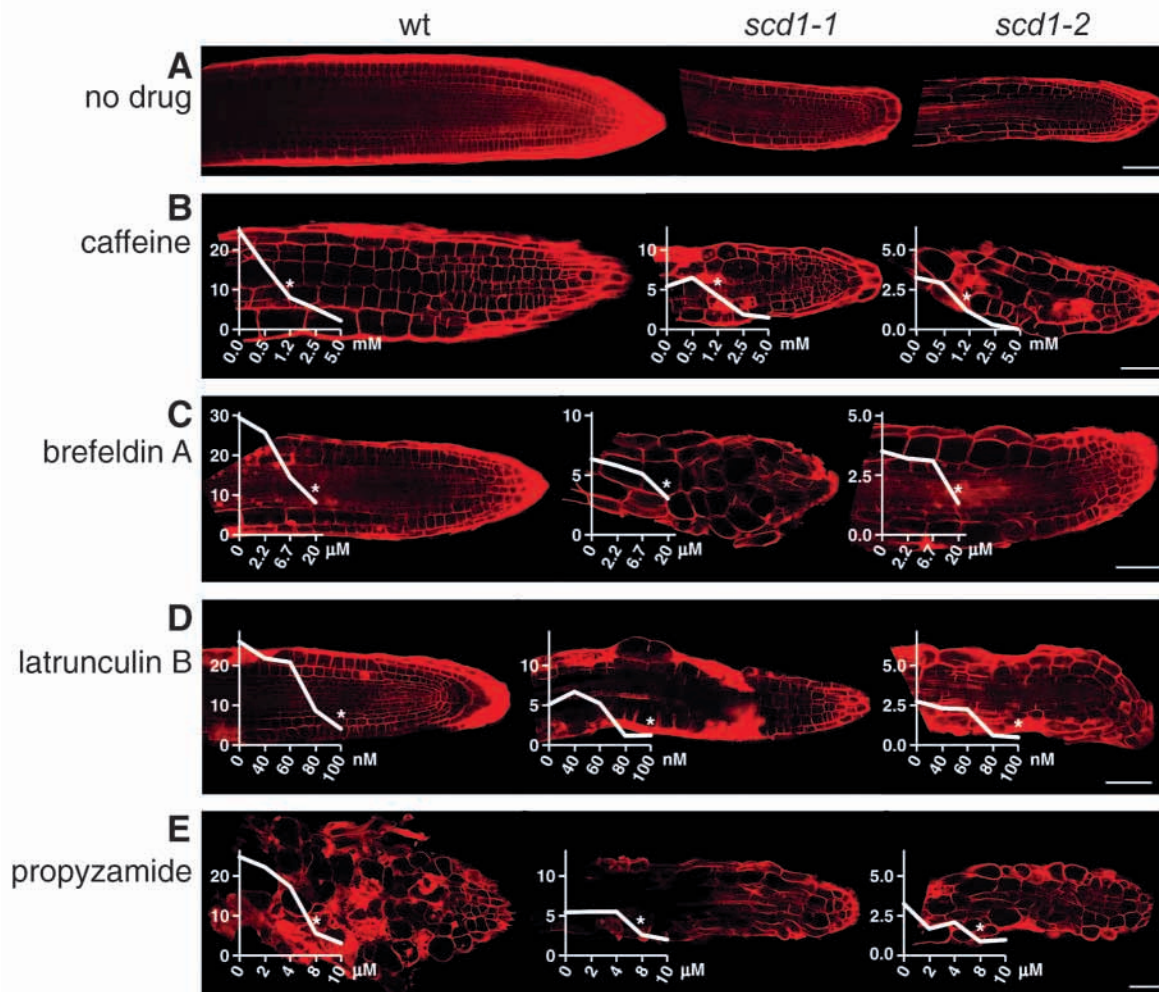 wt scd1-1 scd1-2
A
no drug
B
caffeine
20
10
0
0.0 0.5 1.2 2.5 5.0 mM
10
5
0
0.0 0.5 1.2 2.5 5.0 mM
5.0
2.5
0.0
0.0 0.5 1.2 2.5 5.0 mM
*
*
*
C
brefeldin A
30
20
10
0
0 2.2 6.7 20 µM
10
5
0
0 2.2 6.7 20 µM
5.0
2.5
0.0
0 2.2 6.7 20 µM
*
*
*
D
latrunculin B
20
10
0
0 40 60 80 100 nM
10
5
0
0 40 60 80 100 nM
5.0
2.5
0.0
0 40 60 80 100 nM
*
*
*
E
propyzamide
20
10
0
0 2 4 8 10 µM
10
5
0
0 2 4 8 10 µM
5.0
2.5
0.0
0 2 4 8 10 µM
*
*
*